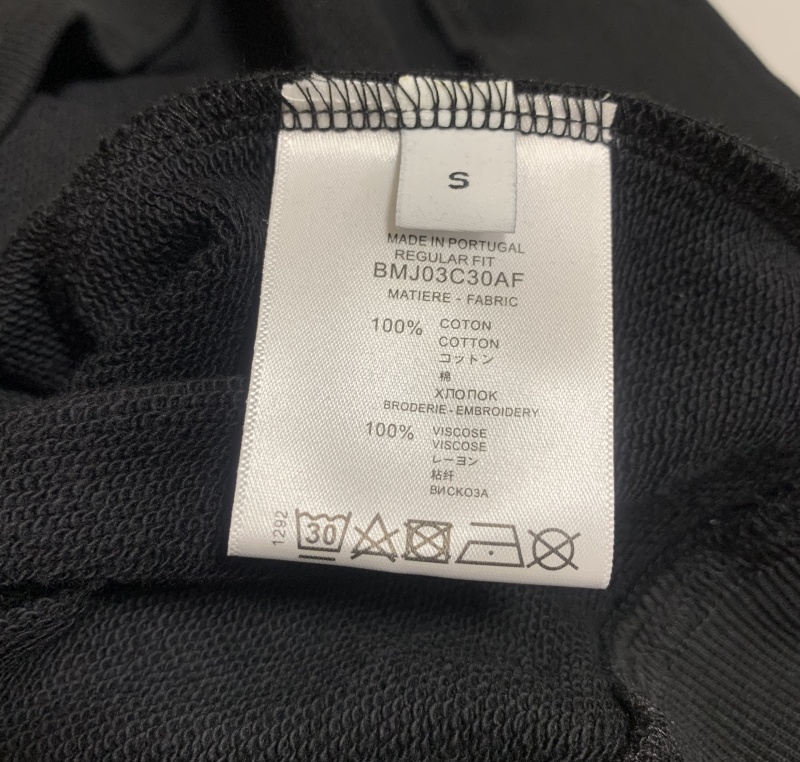 S
MADE IN PORTUGAL
REGULAR FIT
BMJ03C30AF
MATIERE - FABRIC
100% COTON
COTTON
コットン
棉
ХЛОПОК
BRODERIE - EMBROIDERY
100% VISCOSE
VISCOSE
レーヨン
粘纤
ВИСКОЗА
1292
30